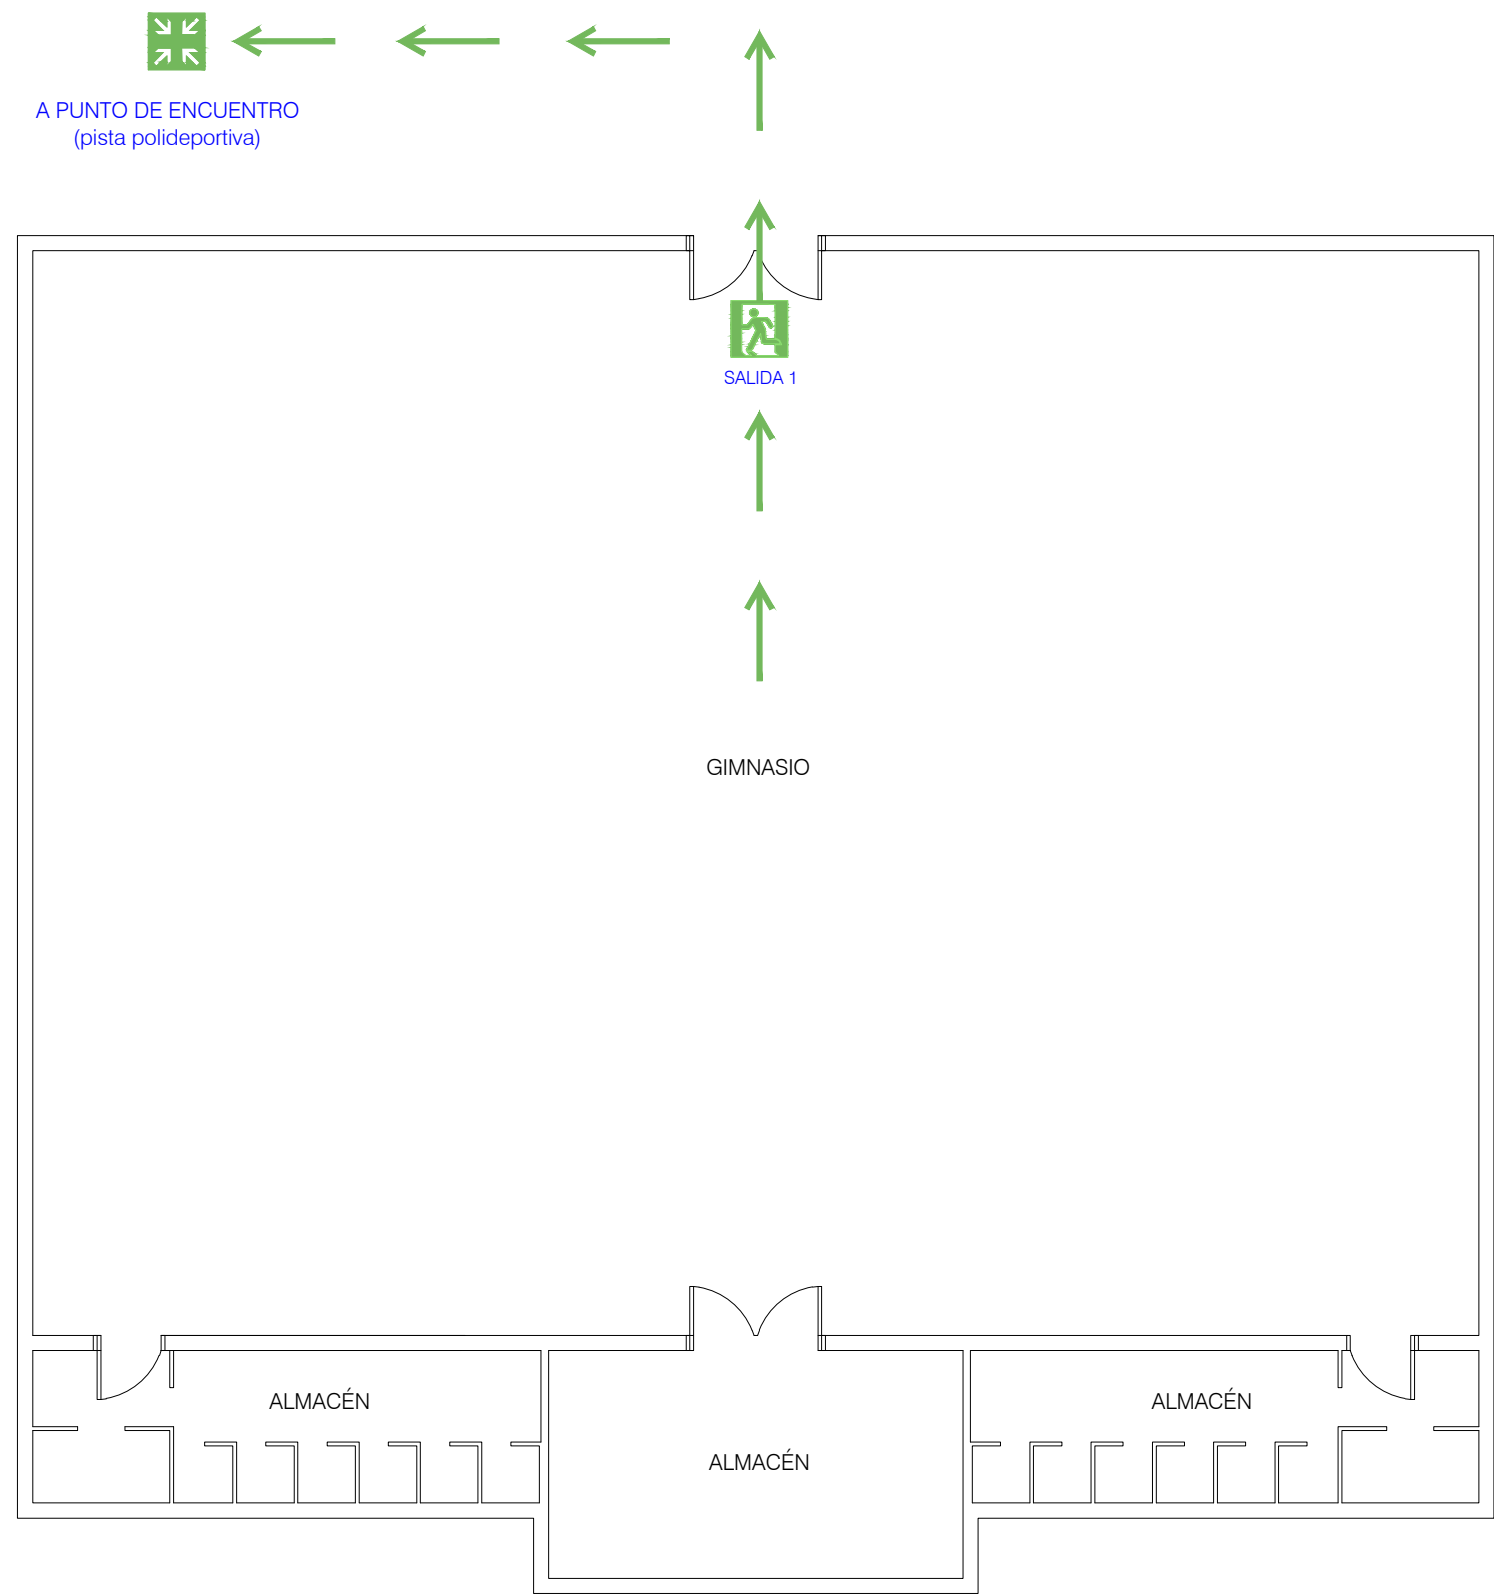 A PUNTO DE ENCUENTRO
(pista polideportiva)
SALIDA 1
GIMNASIO
ALMACÉN
ALMACÉN
ALMACÉN